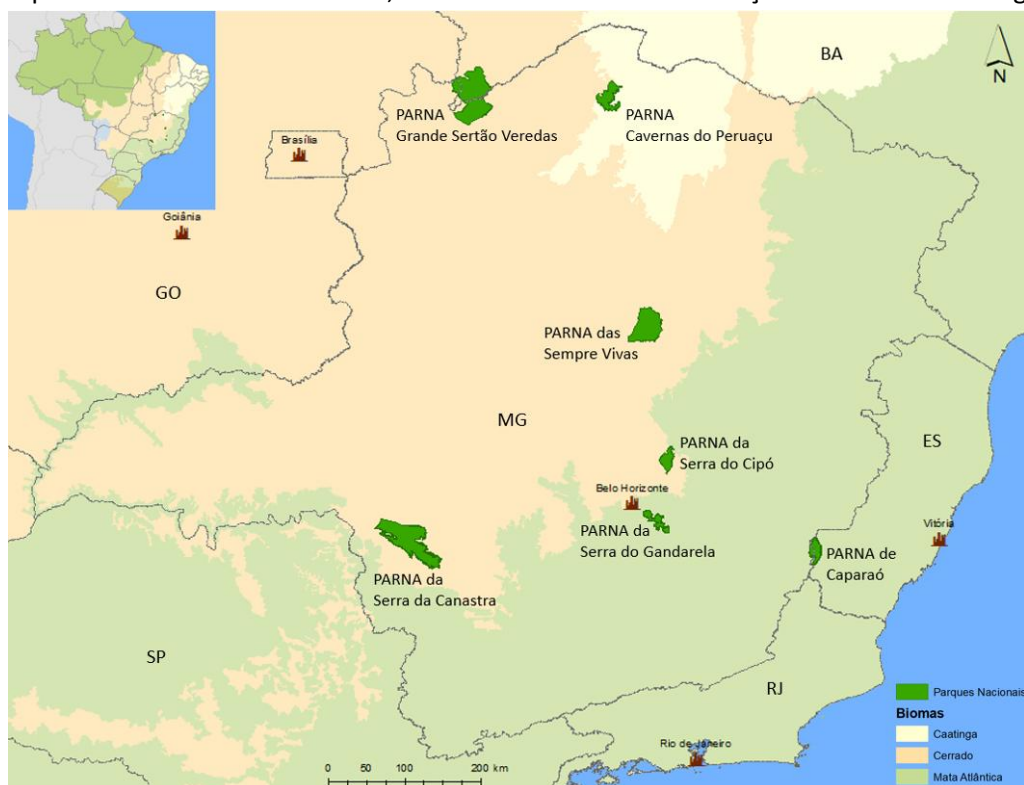 BA
N
PARNA
Grande Sertão Veredas
PARNA
Cavernas do Peruaçu
Brasília
Goiânia
GO
PARNA das
Sempre Vivas
MG
ES
PARNA da
Serra do Cipó
Belo Horizonte
PARNA da
Serra do Gandarela
Vitória
PARNA de
Caparaó
PARNA da
Serra da Canastra
SP
RJ
Parques Nacionais
Biomas
Caatinga
Cerrado
Mata Atlântica
Rio de Janeiro
0 50 100 200 km